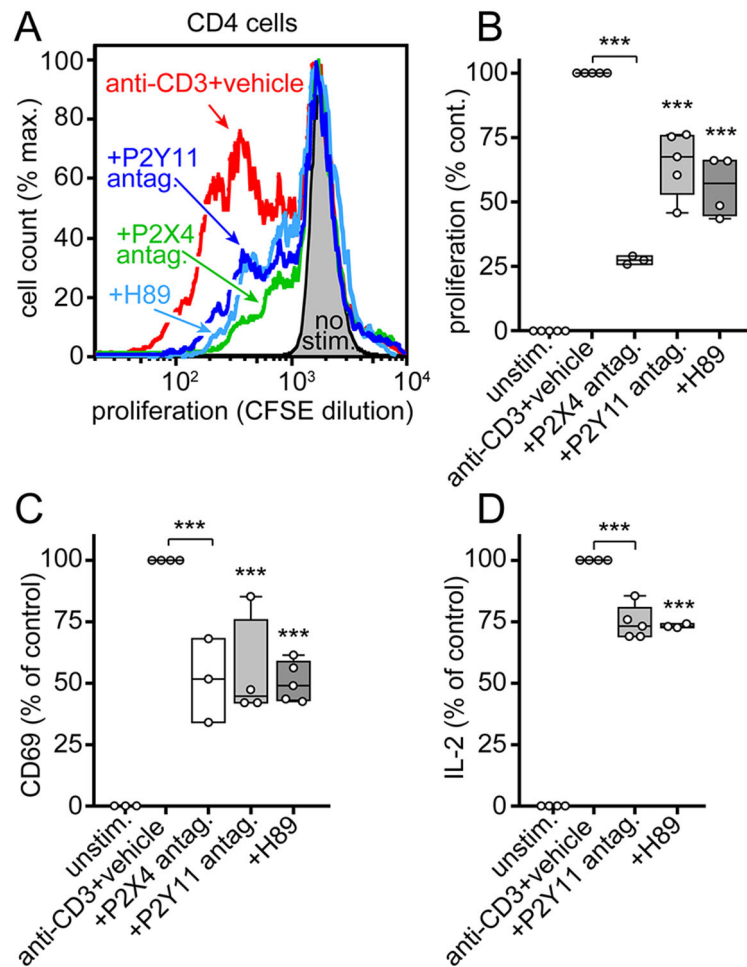 A
CD4 cells
cell count (% max.)
100
80
60
40
20
0
anti-CD3+vehicle
+P2Y11
antag.
+P2X4
antag.
+H89
no
stim.
10²
10³
10⁴
proliferation (CFSE dilution)
B
proliferation (% cont.)
100
75
50
25
0
***
***
***
unstim.
anti-CD3+vehicle
+P2X4 antag.
+P2Y11 antag.
+H89
C
CD69 (% of control)
100
75
50
25
0
***
***
***
unstim.
anti-CD3+vehicle
+P2X4 antag.
+P2Y11 antag.
+H89
D
IL-2 (% of control)
100
75
50
25
0
***
***
unstim.
anti-CD3+vehicle
+P2Y11 antag.
+H89